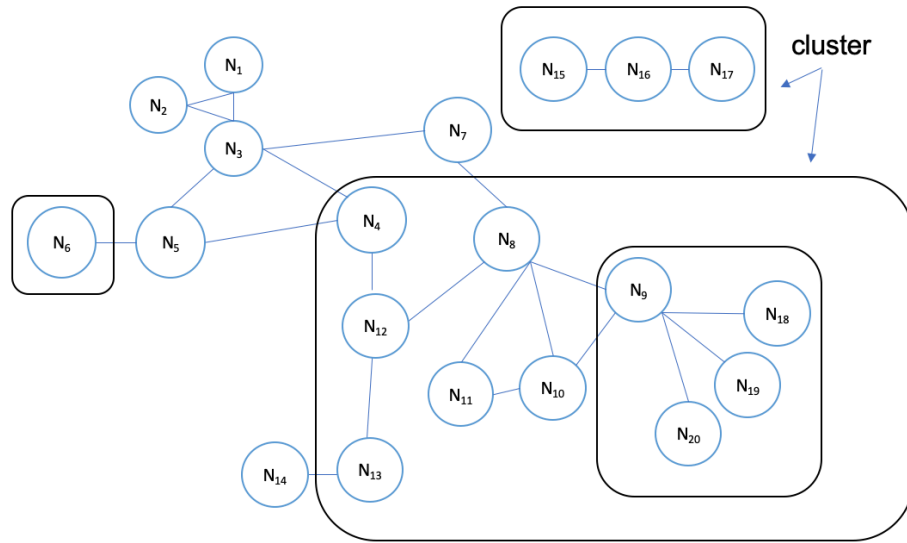 cluster
N₁
N₁₅
N₁₆
N₁₇
N₂
N₇
N₃
N₄
N₆
N₅
N₈
N₉
N₁₈
N₁₂
N₁₁
N₁₀
N₁₉
N₂₀
N₁₄
N₁₃